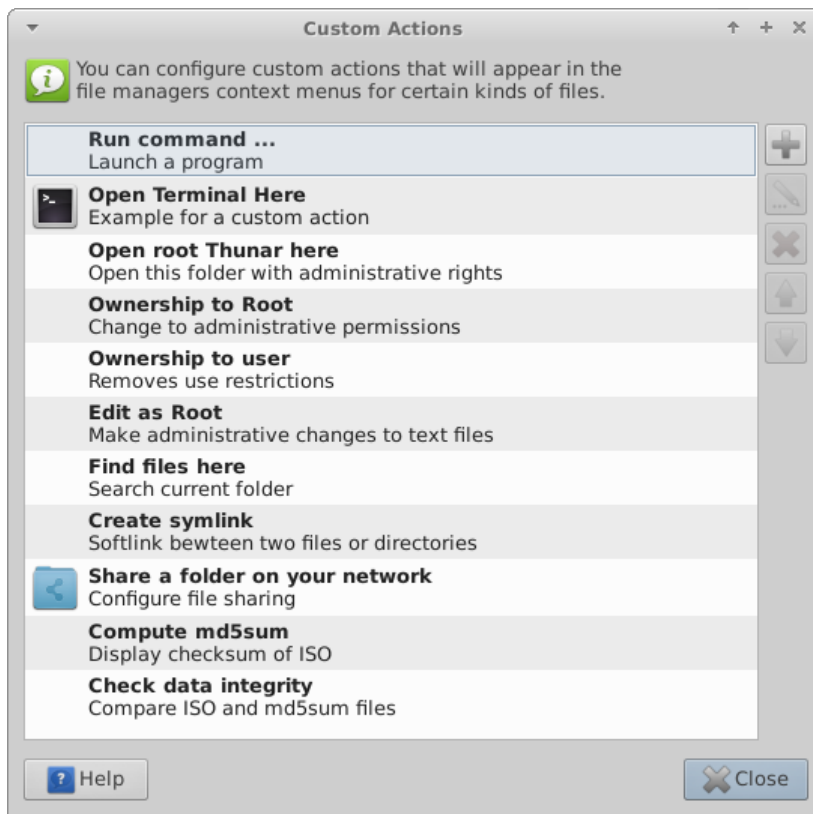 Custom Actions
You can configure custom actions that will appear in the
file managers context menus for certain kinds of files.
Run command ...
Launch a program
Open Terminal Here
Example for a custom action
Open root Thunar here
Open this folder with administrative rights
Ownership to Root
Change to administrative permissions
Ownership to user
Removes use restrictions
Edit as Root
Make administrative changes to text files
Find files here
Search current folder
Create symlink
Softlink bewteen two files or directories
Share a folder on your network
Configure file sharing
Compute md5sum
Display checksum of ISO
Check data integrity
Compare ISO and md5sum files
Help
Close